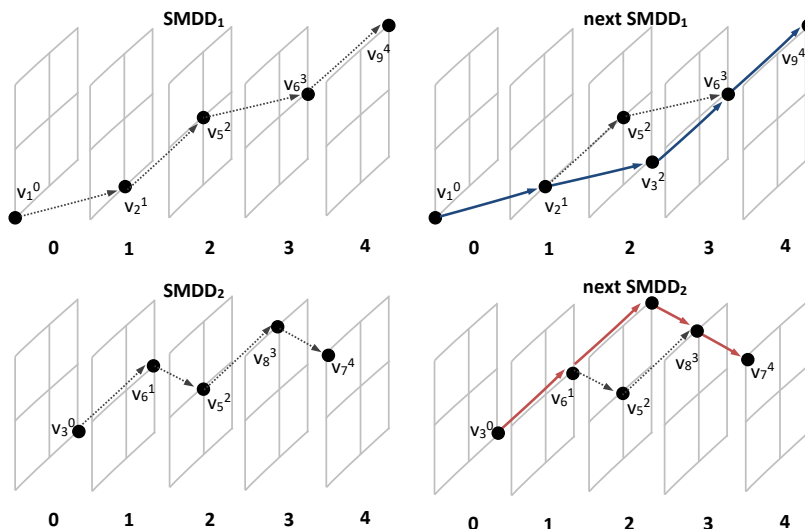 SMDD₁
v₉⁴
v₆³
v₅²
v₁⁰
v₂¹
0 1 2 3 4
next SMDD₁
v₉⁴
v₆³
v₅²
v₃²
v₁⁰
v₂¹
0 1 2 3 4
SMDD₂
v₈³
v₇⁴
v₆¹
v₅²
v₃⁰
0 1 2 3 4
next SMDD₂
v₈³
v₇⁴
v₆¹
v₅²
v₃⁰
0 1 2 3 4